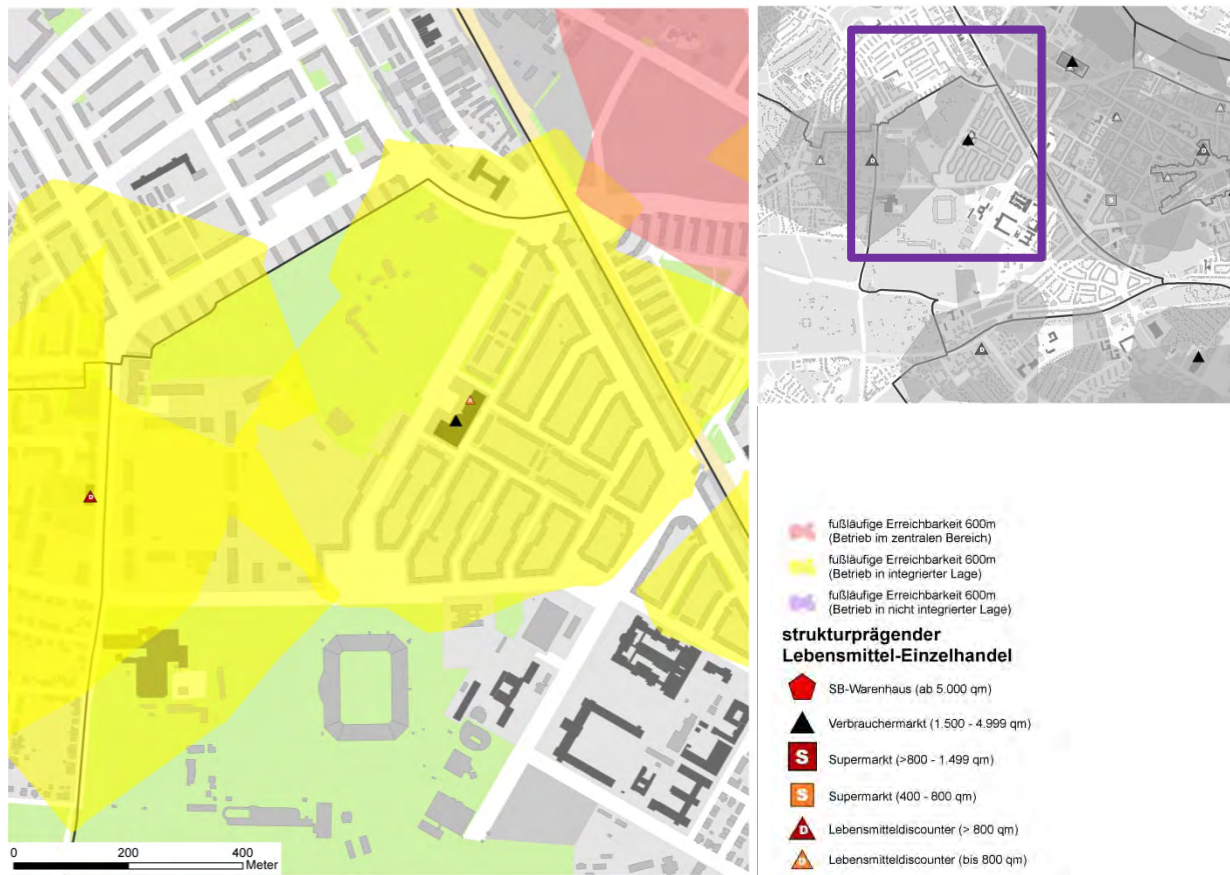 0 200 400
Meter
fußläufige Erreichbarkeit 600m
(Betrieb im zentralen Bereich)
fußläufige Erreichbarkeit 600m
(Betrieb in integrierter Lage)
fußläufige Erreichbarkeit 600m
(Betrieb in nicht integrierter Lage)
strukturprägender
Lebensmittel-Einzelhandel
SB-Warenhaus (ab 5.000 qm)
Verbrauchermarkt (1.500 - 4.999 qm)
S Supermarkt (>800 - 1.499 qm)
S Supermarkt (400 - 800 qm)
D Lebensmitteldiscounter (> 800 qm)
D Lebensmitteldiscounter (bis 800 qm)